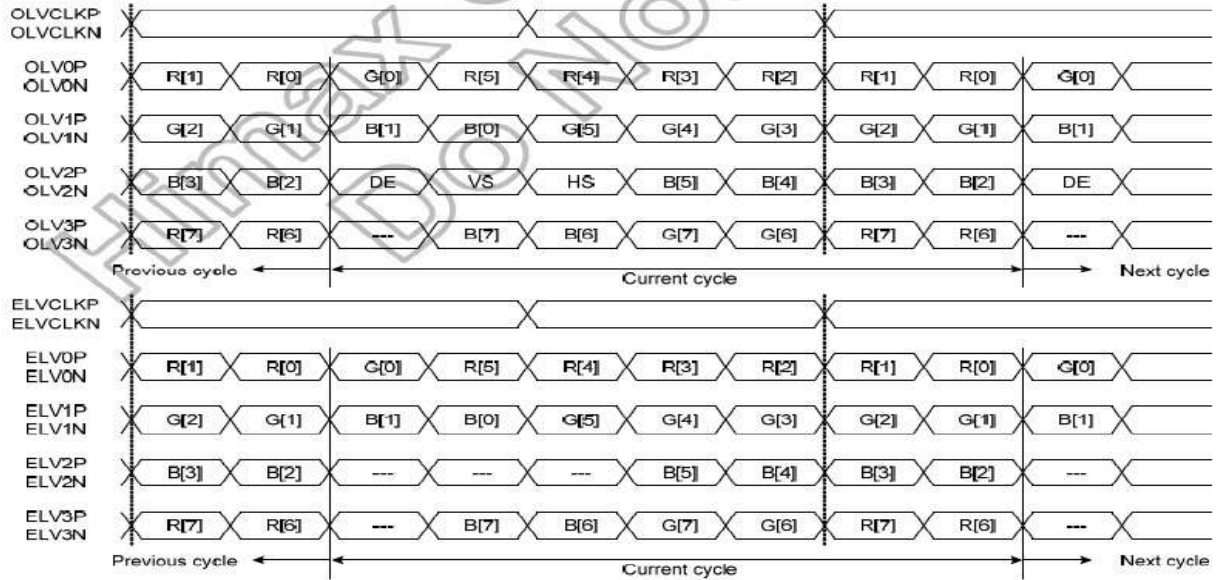 OLVCLKP
OLVCLKN
OLV0P
OLV0N
R[1] R[0] G[0] R[5] R[4] R[3] R[2] R[1] R[0] G[0]
OLV1P
OLV1N
G[2] G[1] B[1] B[0] G[5] G[4] G[3] G[2] G[1] B[1]
OLV2P
OLV2N
B[3] B[2] DE VS HS B[5] B[4] B[3] B[2] DE
OLV3P
OLV3N
R[7] R[6] --- B[7] B[6] G[7] G[6] R[7] R[6] ---
Previous cycle Current cycle Next cycle
ELVCLKP
ELVCLKN
ELV0P
ELV0N
R[1] R[0] G[0] R[5] R[4] R[3] R[2] R[1] R[0] G[0]
ELV1P
ELV1N
G[2] G[1] B[1] B[0] G[5] G[4] G[3] G[2] G[1] B[1]
ELV2P
ELV2N
B[3] B[2] --- --- --- B[5] B[4] B[3] B[2] ---
ELV3P
ELV3N
R[7] R[6] --- B[7] B[6] G[7] G[6] R[7] R[6] ---
Previous cycle Current cycle Next cycle
Himax
Do